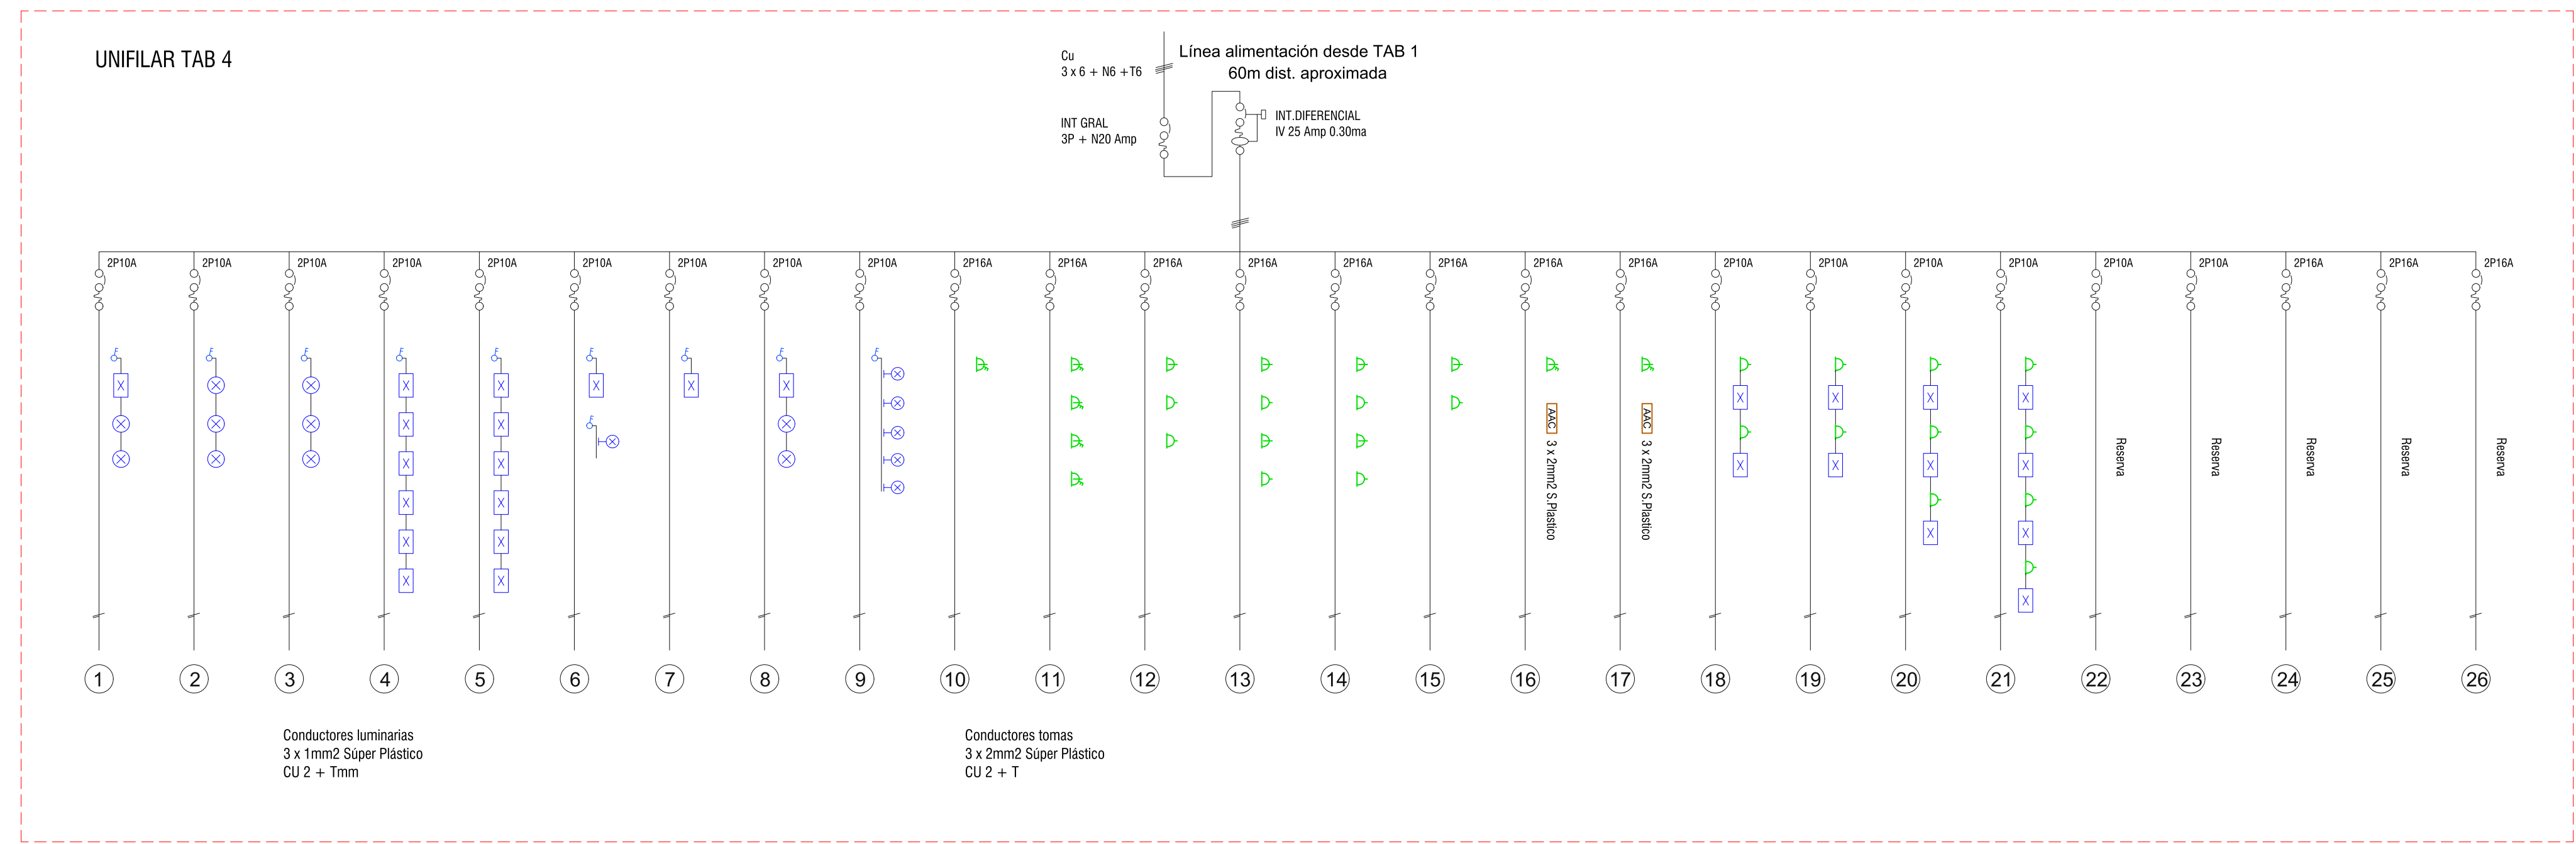 UNIFILAR TAB 4
Cu
3 x 6 + N6 +T6
Línea alimentación desde TAB 1
60m dist. aproximada
INT GRAL
3P + N20 Amp
INT.DIFERENCIAL
IV 25 Amp 0.30ma
2P10A
2P10A
2P10A
2P10A
2P10A
2P10A
2P10A
2P10A
2P10A
2P16A
2P16A
2P16A
2P16A
2P16A
2P16A
2P16A
2P16A
2P10A
2P10A
2P10A
2P10A
2P10A
2P10A
2P16A
2P16A
2P16A
AAC
3 x 2mm2 S.Plastico
AAC
3 x 2mm2 S.Plastico
Reserva
Reserva
Reserva
Reserva
Reserva
1
2
3
4
5
6
7
8
9
10
11
12
13
14
15
16
17
18
19
20
21
22
23
24
25
26
Conductores luminarias
3 x 1mm2 Súper Plástico
CU 2 + Tmm
Conductores tomas
3 x 2mm2 Súper Plástico
CU 2 + T